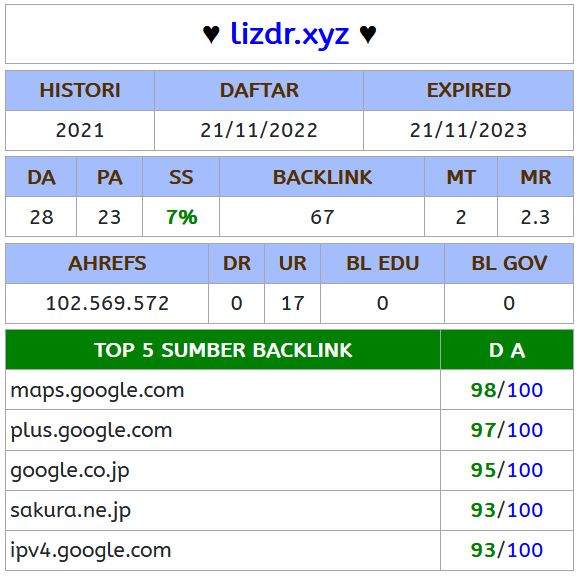 ♥ lizdr.xyz ♥
HISTORI DAFTAR EXPIRED
2021 21/11/2022 21/11/2023
DA PA SS BACKLINK MT MR
28 23 7% 67 2 2.3
AHREFS DR UR BL EDU BL GOV
102.569.572 0 17 0 0
TOP 5 SUMBER BACKLINK D A
maps.google.com 98/100
plus.google.com 97/100
google.co.jp 95/100
sakura.ne.jp 93/100
ipv4.google.com 93/100